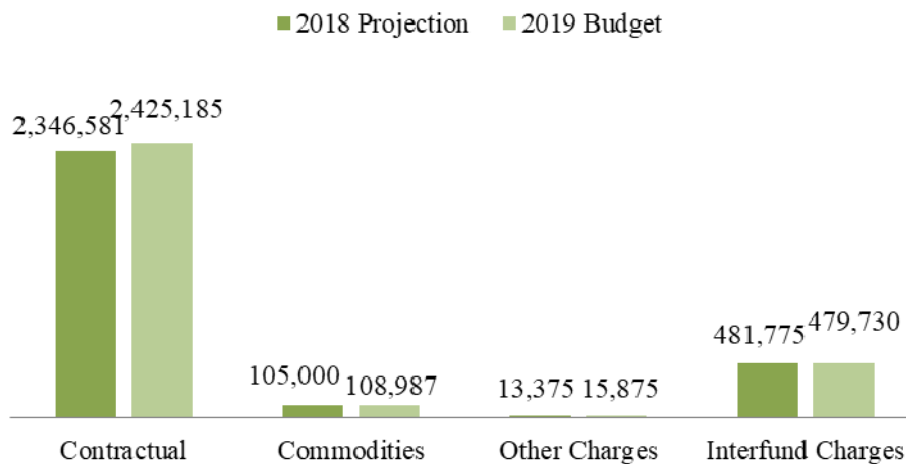 2018 Projection 2019 Budget
2,346,581 2,425,185
105,000 108,987
13,375 15,875
481,775 479,730
Contractual Commodities Other Charges Interfund Charges